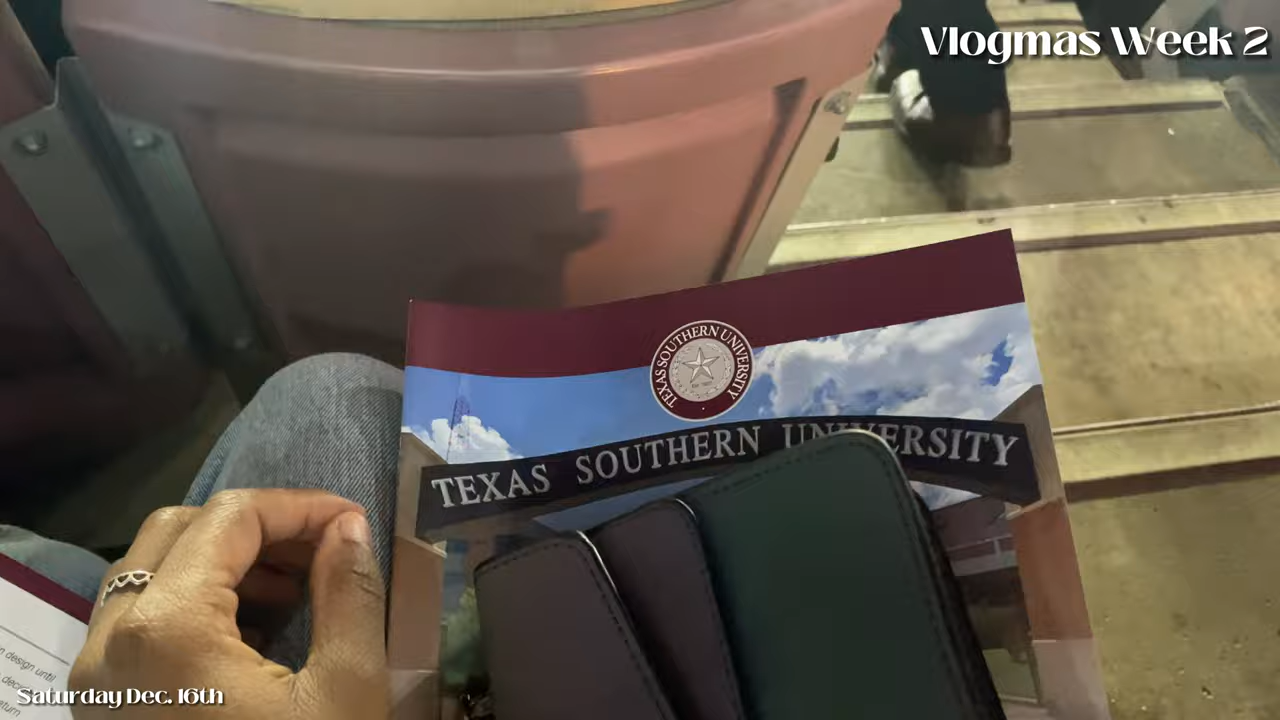 Vlogmas Week 2
TEXAS SOUTHERN UNIVERSITY
TEXAS SOUTHERN UNIVERSITY
n design until
Saturday Dec. 16th